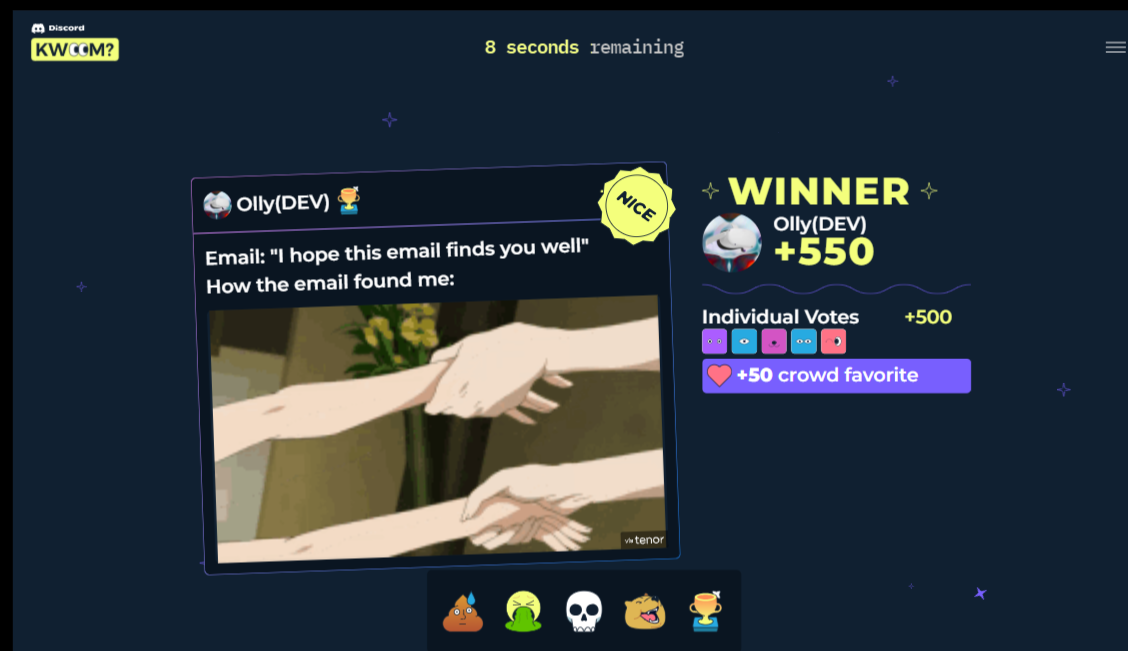 Discord
KWOOM?
8 seconds remaining
Olly(DEV)
NICE
Email: "I hope this email finds you well"
How the email found me:
via tenor
WINNER
Olly(DEV)
+550
Individual Votes +500
+50 crowd favorite